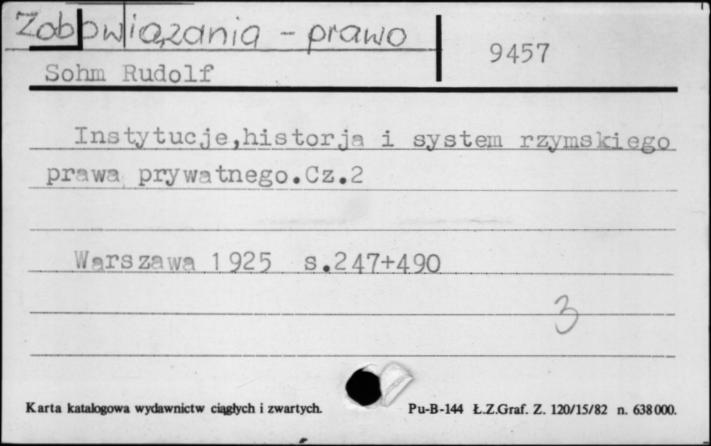 Zobowiązania - prawo
9457
Sohm Rudolf
Instytucje,historja i system rzymskiego
prawa prywatnego.Cz.2
Warszawa 1925 s.247+490
3
Karta katalogowa wydawnictw ciągłych i zwartych.
Pu-B-144 Ł.Z.Graf. Z. 120/15/82 n. 638000.